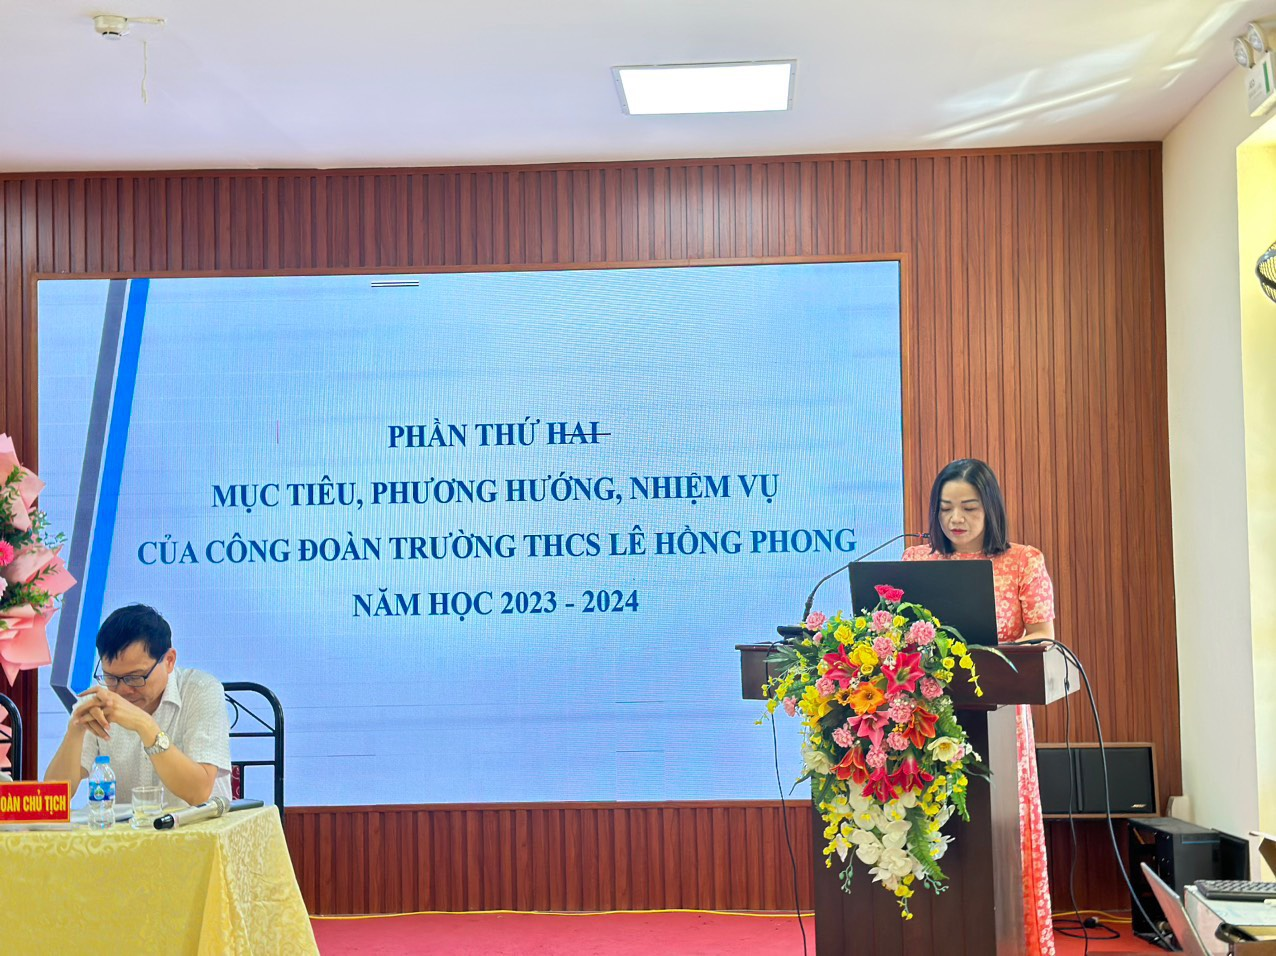 PHẦN THỨ HAI
MỤC TIÊU, PHƯƠNG HƯỚNG, NHIỆM VỤ
CỦA CÔNG ĐOÀN TRƯỜNG THCS LÊ HỒNG PHONG
NĂM HỌC 2023 - 2024
OÀN CHỦ TỊCH